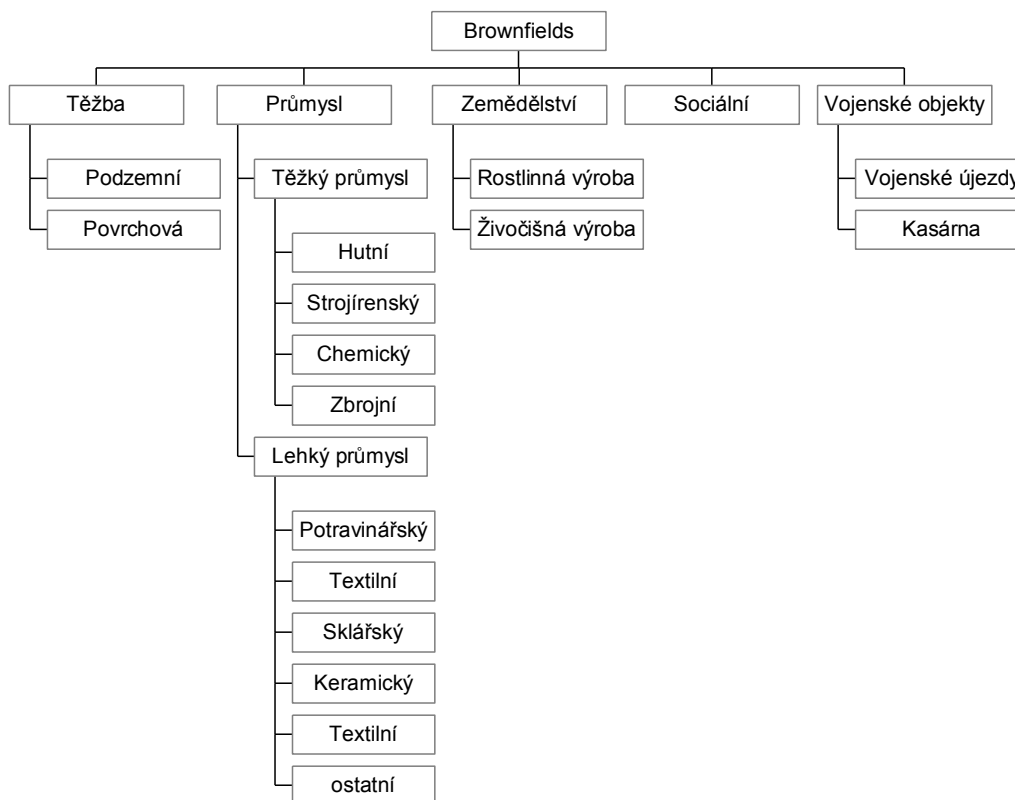 Brownfields
Těžba
Průmysl
Zemědělství
Sociální
Vojenské objekty
Podzemní
Povrchová
Těžký průmysl
Hutní
Strojírenský
Chemický
Zbrojní
Lehký průmysl
Potravinářský
Textilní
Sklářský
Keramický
Textilní
ostatní
Rostlinná výroba
Živočišná výroba
Vojenské újezdy
Kasárna